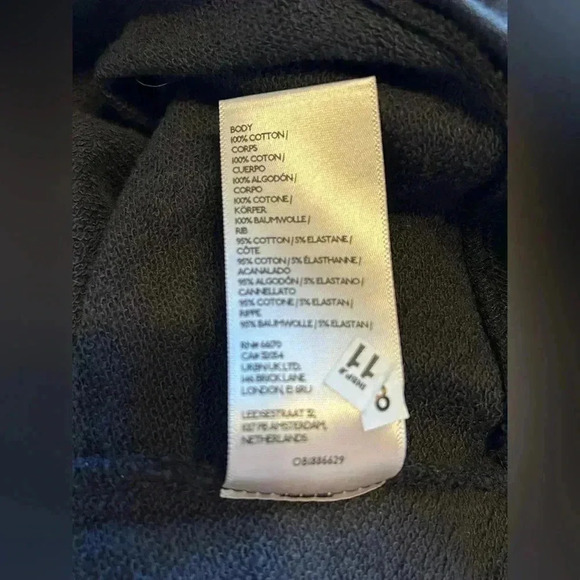 BODY
100% COTTON /
CORPS
100% COTON /
CUERPO
100% ALGODÓN /
CORPO
100% COTONE /
KÖRPER
100% BAUMWOLLE /
RIB
95% COTTON / 5% ELASTANE /
CÔTE
95% COTON / 5% ÉLASTHANNE /
ACANALADO
95% ALGODÓN / 5% ELASTANO /
CANNELLATO
95% COTONE / 5% ELASTAN /
RIPPE
95% BAUMWOLLE / 5% ELASTAN /
RN# 66170
CA# 32054
URBN UK LTD.
146 BRICK LANE
LONDON, E1 6RU
LEIDSESTRAAT 51,
1017 PB AMSTERDAM,
NETHERLANDS
OB1886629
INSP #
11